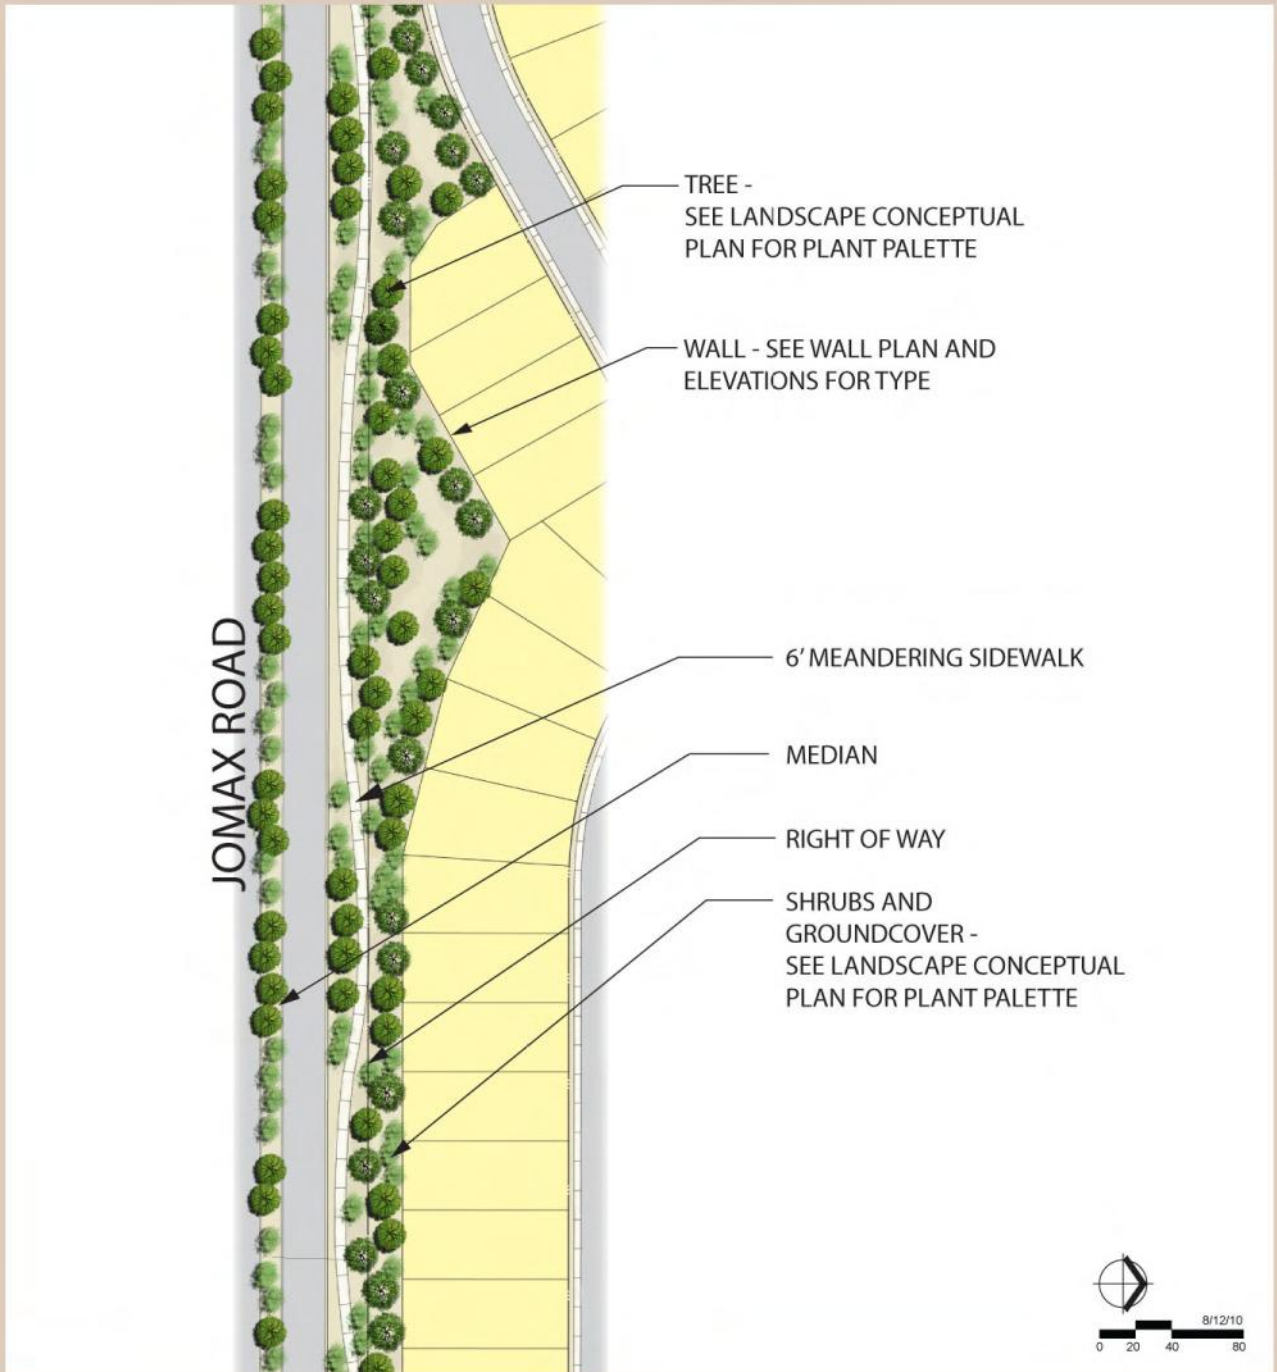 TREE -
SEE LANDSCAPE CONCEPTUAL
PLAN FOR PLANT PALETTE
WALL - SEE WALL PLAN AND
ELEVATIONS FOR TYPE
JOMAX ROAD
6' MEANDERING SIDEWALK
MEDIAN
RIGHT OF WAY
SHRUBS AND
GROUNDCOVER -
SEE LANDSCAPE CONCEPTUAL
PLAN FOR PLANT PALETTE
8/12/10
0 20 40 80